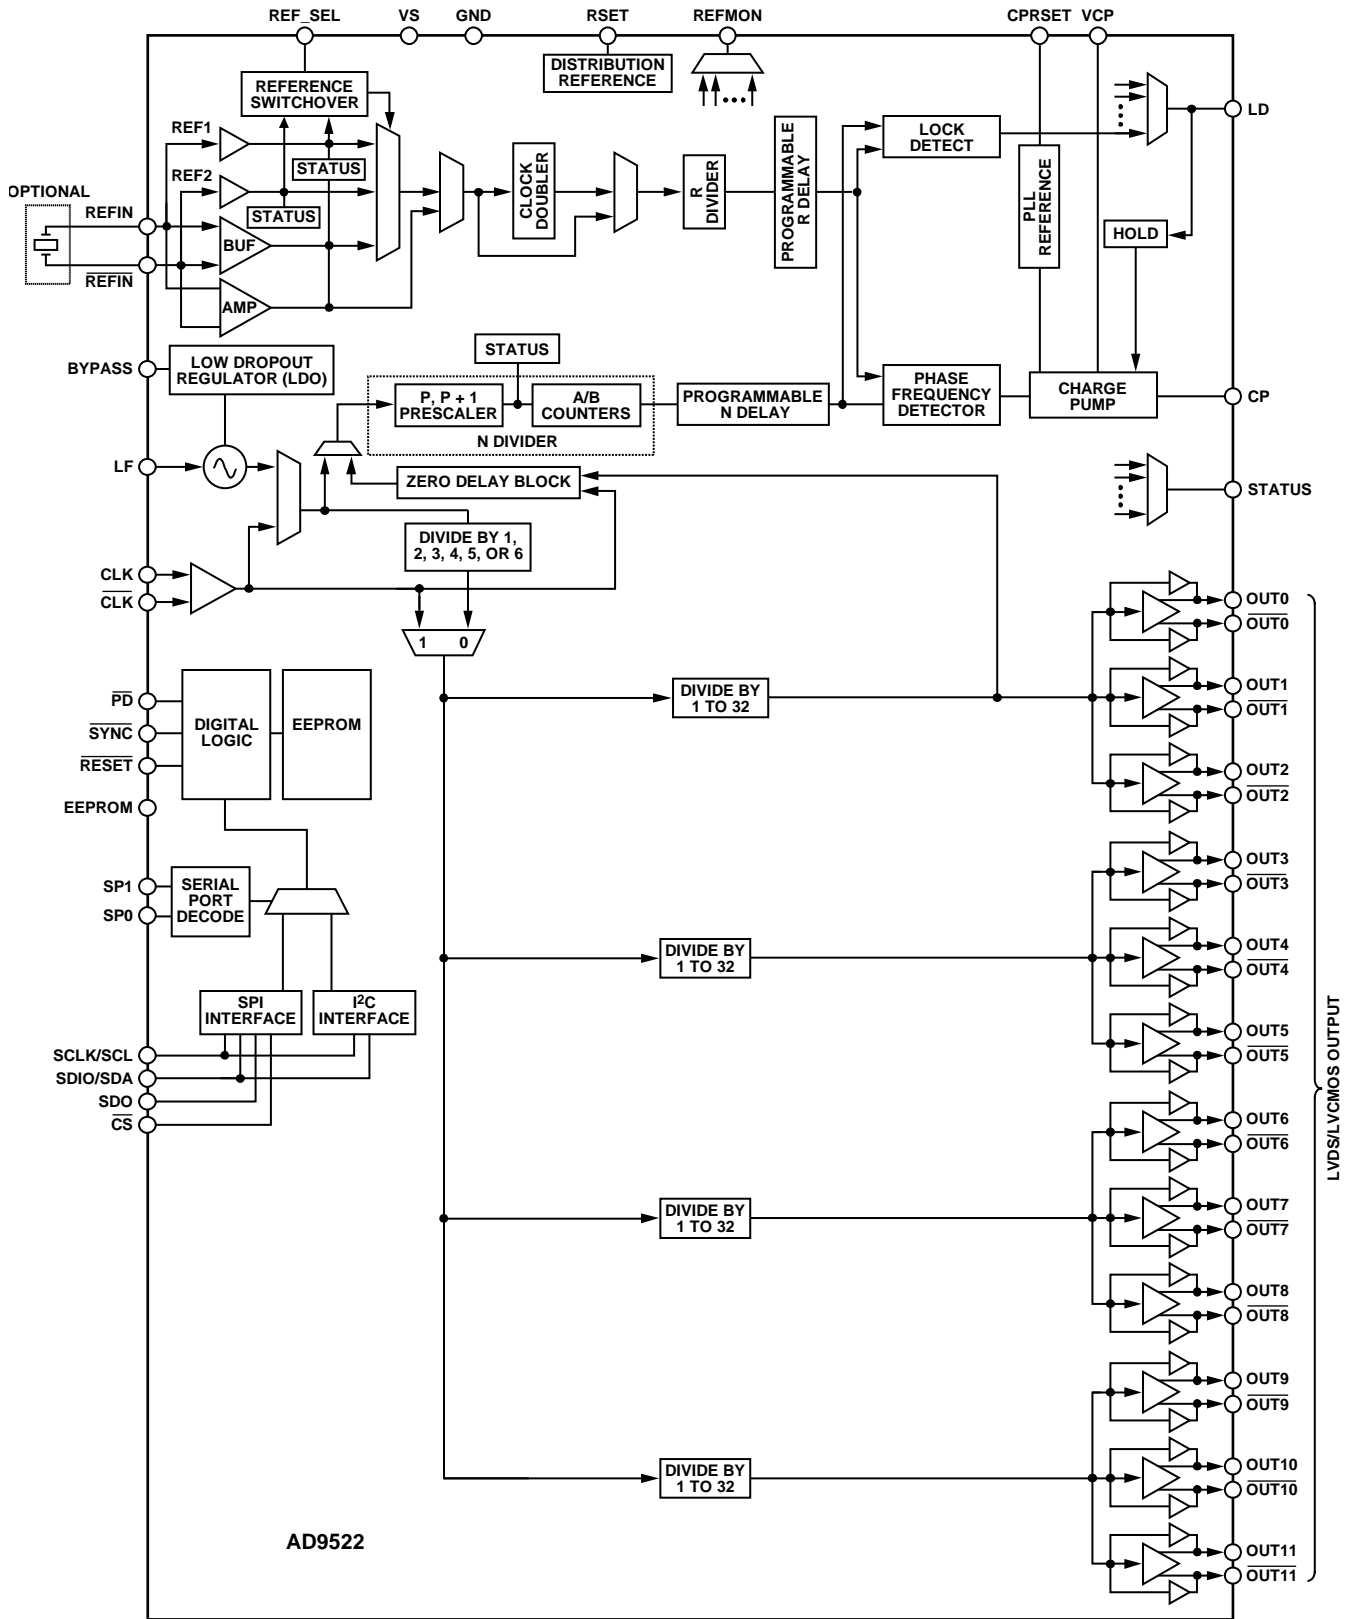 REF_SEL VS GND RSET REFMON CPRSET VCP
DISTRIBUTION
REFERENCE
REFERENCE
SWITCHOVER
REF1
STATUS
REF2
STATUS
OPTIONAL
REFIN
REFIN
BUF
AMP
CLOCK
DOUBLER
R
DIVIDER
PROGRAMMABLE
R DELAY
LOCK
DETECT
PLL
REFERENCE
HOLD
LD
BYPASS
LOW DROPOUT
REGULATOR (LDO)
STATUS
P, P + 1
PRESCALER
A/B
COUNTERS
N DIVIDER
PROGRAMMABLE
N DELAY
PHASE
FREQUENCY
DETECTOR
CHARGE
PUMP
CP
LF
ZERO DELAY BLOCK
STATUS
DIVIDE BY 1,
2, 3, 4, 5, OR 6
CLK
CLK
1 0
OUT0
OUT0
PD
SYNC
RESET
EEPROM
DIGITAL
LOGIC
EEPROM
DIVIDE BY
1 TO 32
OUT1
OUT1
OUT2
OUT2
SP1
SP0
SERIAL
PORT
DECODE
OUT3
OUT3
DIVIDE BY
1 TO 32
OUT4
OUT4
SPI
INTERFACE
I2C
INTERFACE
OUT5
OUT5
SCLK/SCL
SDIO/SDA
SDO
CS
OUT6
OUT6
DIVIDE BY
1 TO 32
OUT7
OUT7
OUT8
OUT8
OUT9
OUT9
DIVIDE BY
1 TO 32
OUT10
OUT10
OUT11
OUT11
LVDS/LVCMOS OUTPUT
AD9522